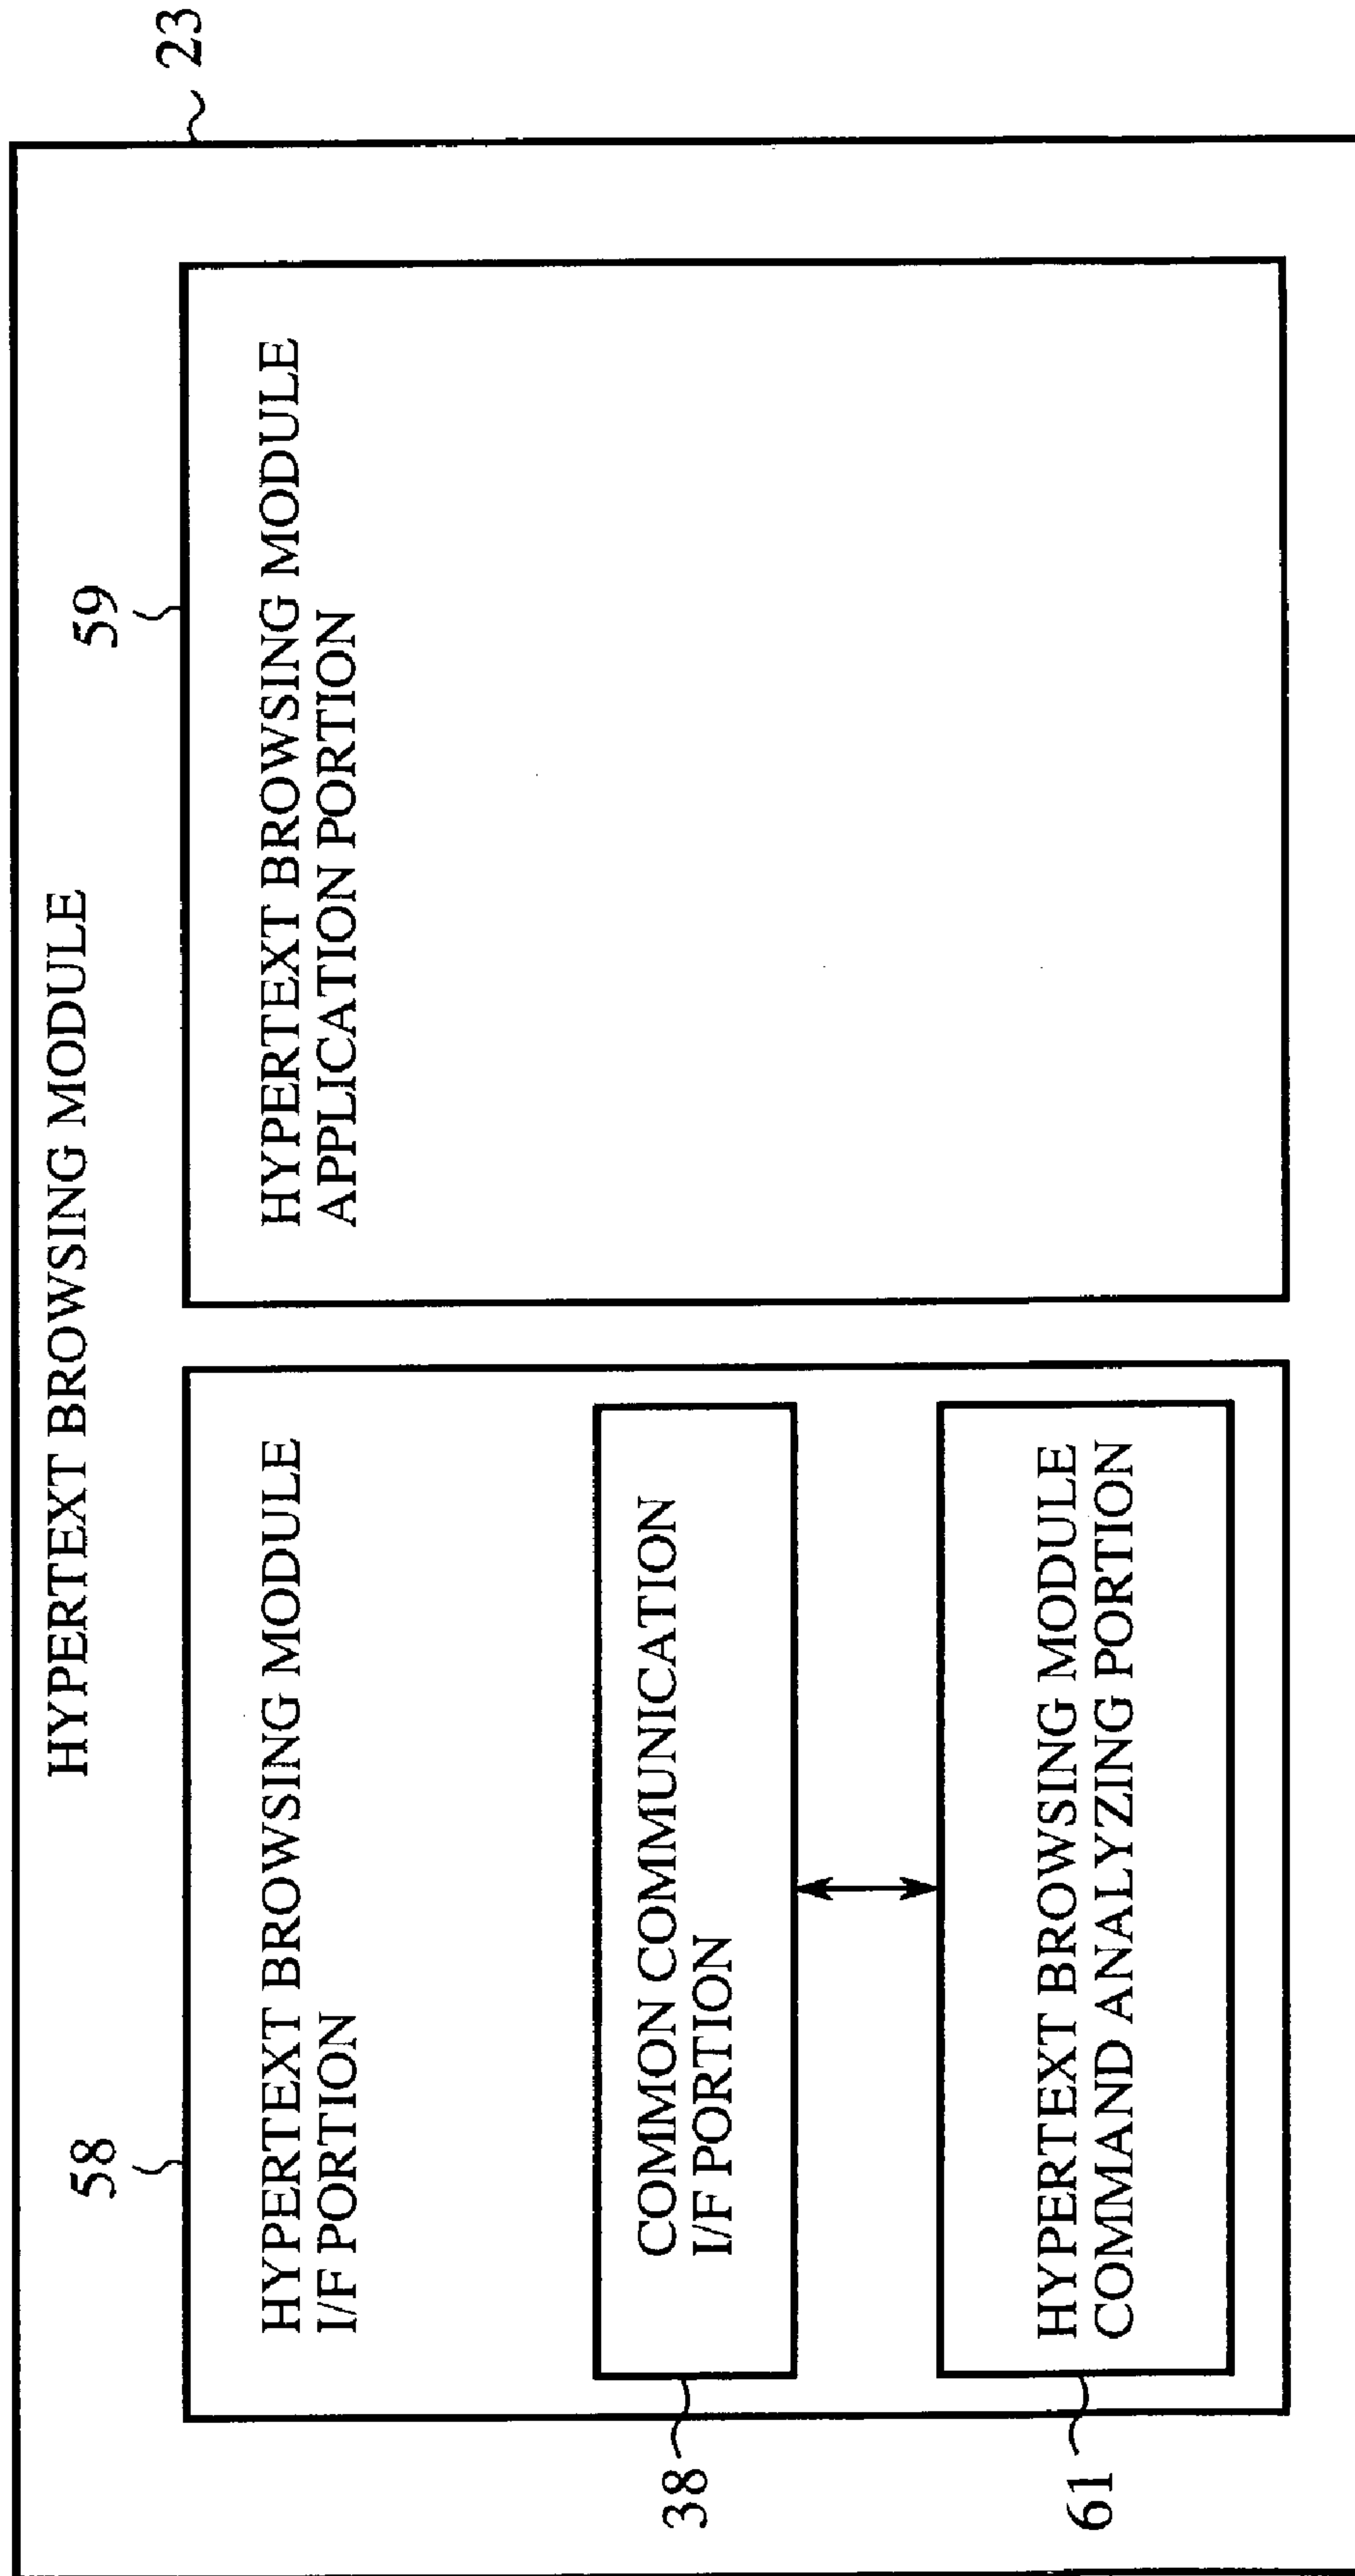 HYPERTEXT BROWSING MODULE
23
58
59
HYPERTEXT BROWSING MODULE
I/F PORTION
COMMON COMMUNICATION
I/F PORTION
38
HYPERTEXT BROWSING MODULE
COMMAND ANALYZING PORTION
61
HYPERTEXT BROWSING MODULE
APPLICATION PORTION